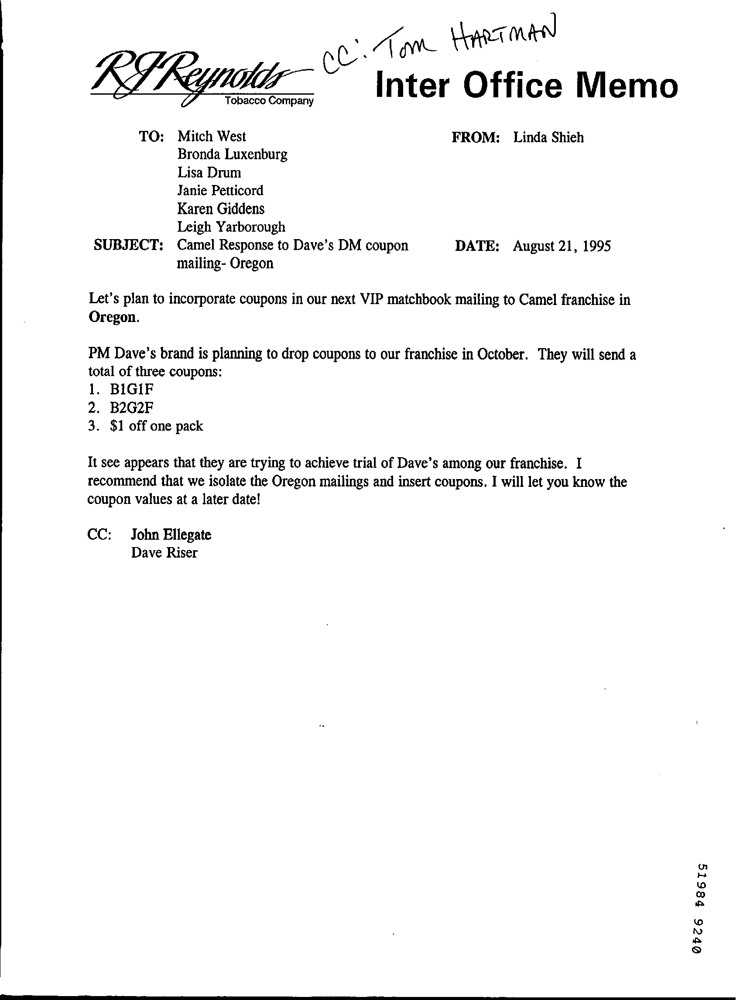 CC: Tom HARTMAN
RJReynolds
Tobacco Company
Inter Office Memo
TO: Mitch West FROM: Linda Shieh
Bronda Luxenburg
Lisa Drum
Janie Petticord
Karen Giddens
Leigh Yarborough
SUBJECT: Camel Response to Dave's DM coupon DATE: August 21, 1995
mailing- Oregon
Let's plan to incorporate coupons in our next VIP matchbook mailing to Camel franchise in
Oregon.
PM Dave's brand is planning to drop coupons to our franchise in October. They will send a
total of three coupons:
1. B1G1F
2. B2G2F
3. $1 off one pack
It see appears that they are trying to achieve trial of Dave's among our franchise. I
recommend that we isolate the Oregon mailings and insert coupons. I will let you know the
coupon values at a later date!
CC: John Ellegate
Dave Riser
51984 9240